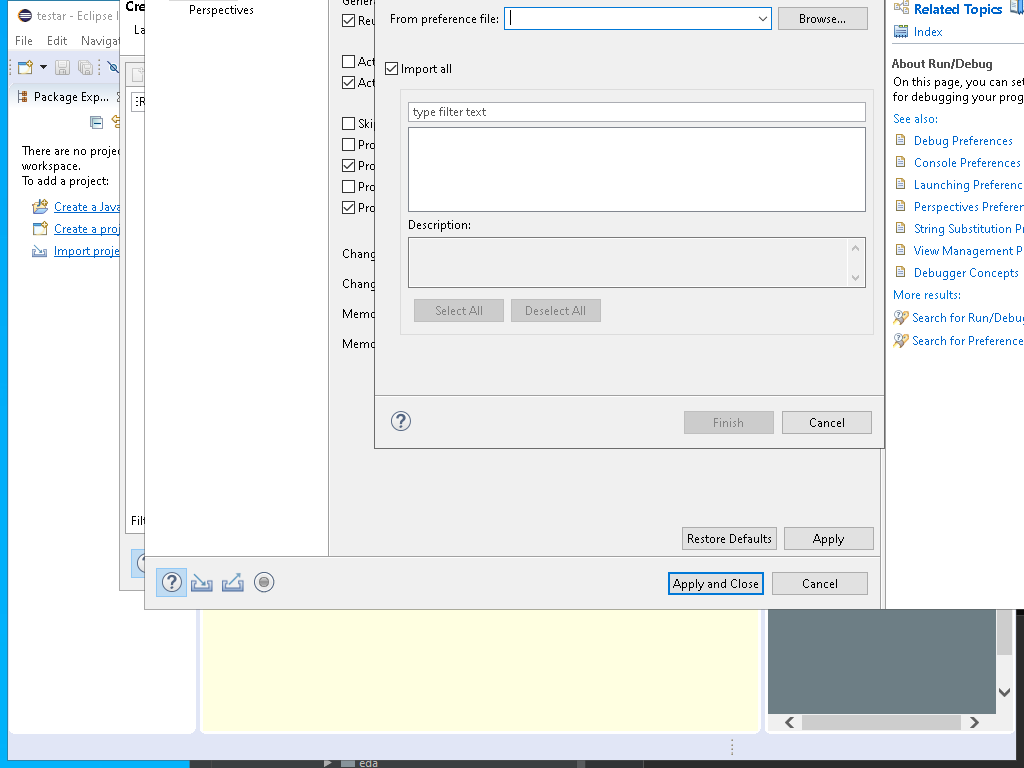 testar - Eclipse I
File Edit Navigat
Package Exp...
There are no proje
workspace.
To add a project:
Create a Java
Create a proj
Import proje
Cre
La
Filt
Perspectives
Reu
Act
Act
Skip
Pro
Pro
Pro
Pro
Chang
Chang
Memo
Memo
From preference file:
Browse...
Import all
type filter text
Description:
Select All
Deselect All
Finish
Cancel
Restore Defaults
Apply
Apply and Close
Cancel
Related Topics
Index
About Run/Debug
On this page, you can set
for debugging your prog
See also:
Debug Preferences
Console Preferences
Launching Preferenc
Perspectives Preferer
String Substitution Pr
View Management P
Debugger Concepts
More results:
Search for Run/Debug
Search for Preference
eda